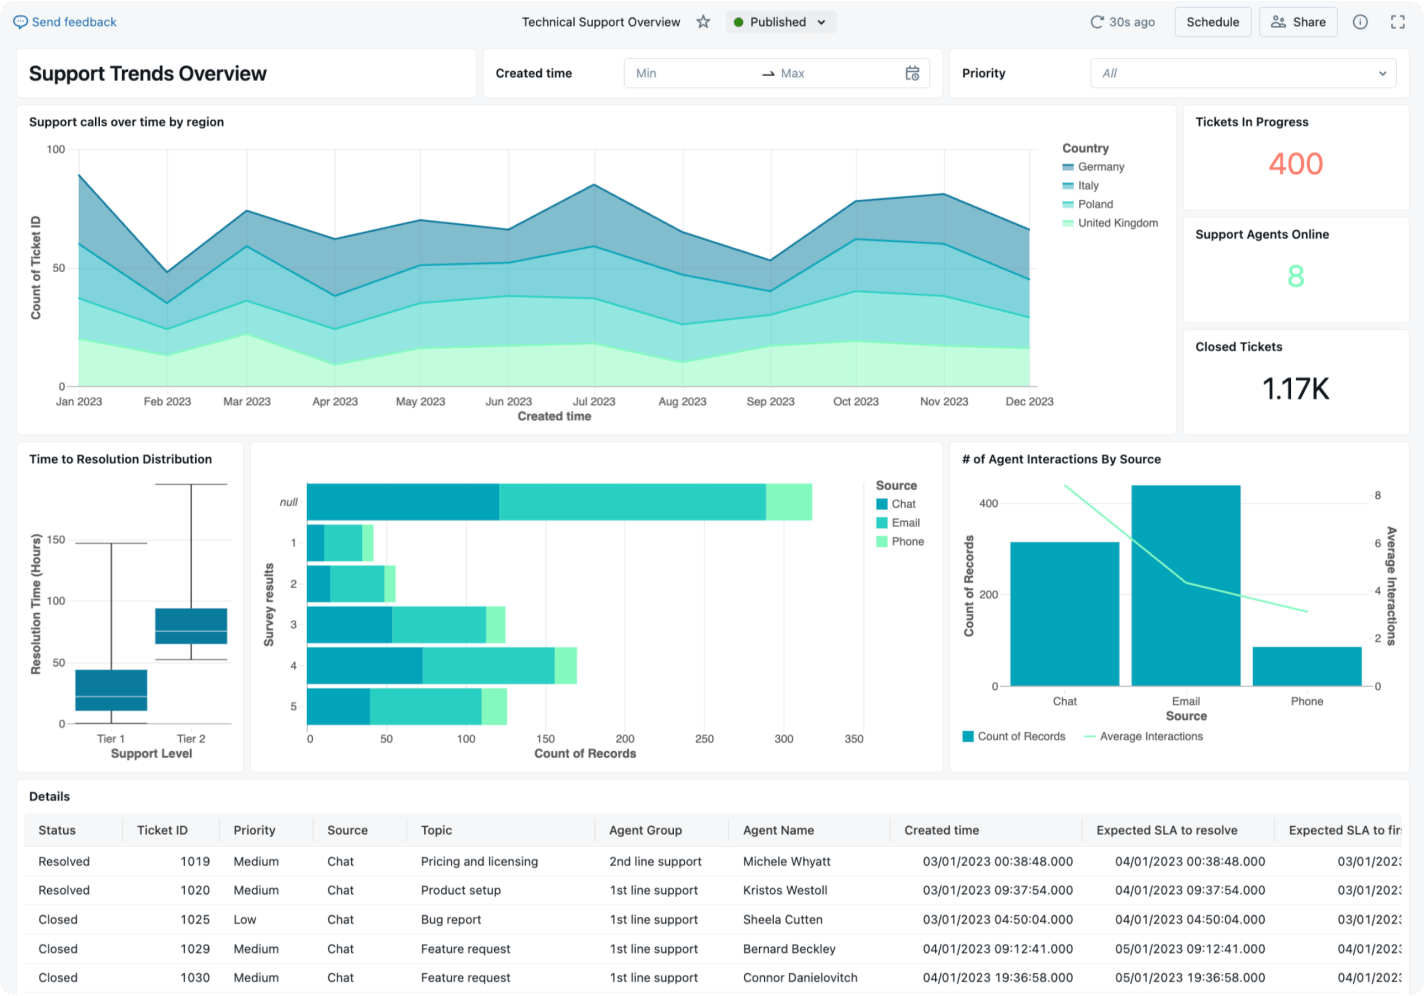 Send feedback
Technical Support Overview
Published
30s ago
Schedule
Share
Support Trends Overview
Created time
Min
Max
Priority
All
Support calls over time by region
100
50
0
Count of Ticket ID
Jan 2023 Feb 2023 Mar 2023 Apr 2023 May 2023 Jun 2023 Jul 2023 Aug 2023 Sep 2023 Oct 2023 Nov 2023 Dec 2023
Created time
Country
Germany
Italy
Poland
United Kingdom
Tickets In Progress
400
Support Agents Online
8
Closed Tickets
1.17K
Time to Resolution Distribution
Resolution Time (Hours)
150
100
50
0
Tier 1 Tier 2
Support Level
Survey results
null
1
2
3
4
5
0 50 100 150 200 250 300 350
Count of Records
Source
Chat
Email
Phone
# of Agent Interactions By Source
Count of Records
400
200
0
8
6
4
2
0
Average Interactions
Chat Email Phone
Source
Count of Records Average Interactions
Details
Status Ticket ID Priority Source Topic Agent Group Agent Name Created time Expected SLA to resolve Expected SLA to fir
Resolved 1019 Medium Chat Pricing and licensing 2nd line support Michele Whyatt 03/01/2023 00:38:48.000 04/01/2023 00:38:48.000 03/01/2023
Resolved 1020 Medium Chat Product setup 1st line support Kristos Westoll 03/01/2023 09:37:54.000 04/01/2023 09:37:54.000 03/01/2023
Closed 1025 Low Chat Bug report 1st line support Sheela Cutten 03/01/2023 04:50:04.000 04/01/2023 04:50:04.000 03/01/2023
Closed 1029 Medium Chat Feature request 1st line support Bernard Beckley 04/01/2023 09:12:41.000 05/01/2023 09:12:41.000 04/01/2023
Closed 1030 Medium Chat Feature request 1st line support Connor Danielovitch 04/01/2023 19:36:58.000 05/01/2023 19:36:58.000 04/01/2023